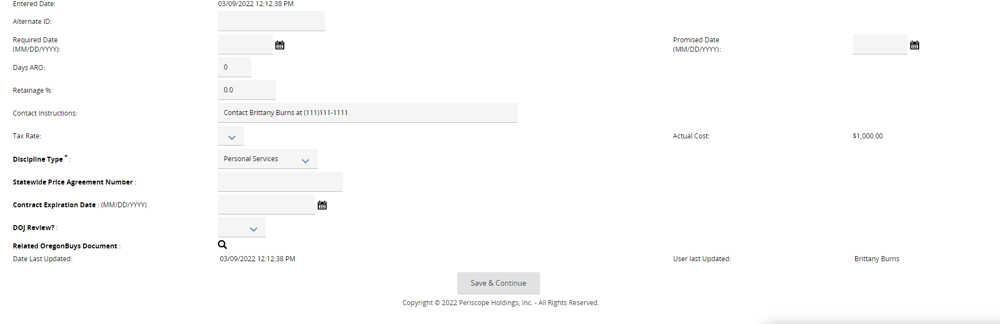 Entered Date: 03/09/2022 12:12:38 PM
Alternate ID:
Required Date
(MM/DD/YYYY):
Promised Date
(MM/DD/YYYY):
Days ARO: 0
Retainage %: 0.0
Contact Instructions: Contact Brittany Burns at (111)111-1111
Tax Rate: Actual Cost: $1,000.00
Discipline Type * : Personal Services
Statewide Price Agreement Number :
Contract Expiration Date : (MM/DD/YYYY)
DOJ Review? :
Related OregonBuys Document :
Date Last Updated: 03/09/2022 12:12:38 PM User last Updated: Brittany Burns
Save & Continue
Copyright © 2022 Periscope Holdings, Inc. - All Rights Reserved.